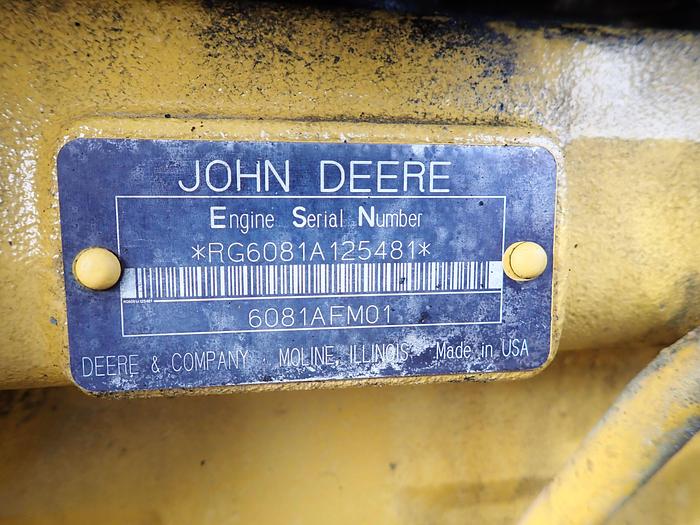 JOHN DEERE
Engine Serial Number
*RG6081A125481*
6081AFM01
DEERE & COMPANY MOLINE, ILLINOIS Made in USA